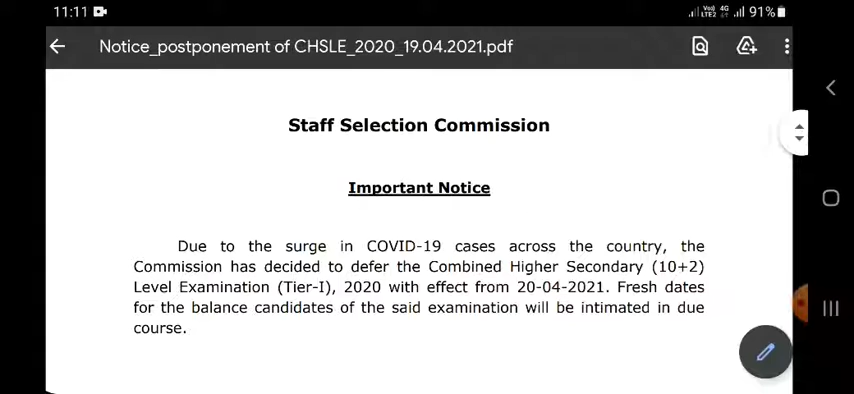 11:11
Vo) 4G
LTE2
91%
Notice_postponement of CHSLE_2020_19.04.2021.pdf
Staff Selection Commission
Important Notice
Due to the surge in COVID-19 cases across the country, the
Commission has decided to defer the Combined Higher Secondary (10+2)
Level Examination (Tier-I), 2020 with effect from 20-04-2021. Fresh dates
for the balance candidates of the said examination will be intimated in due
course.